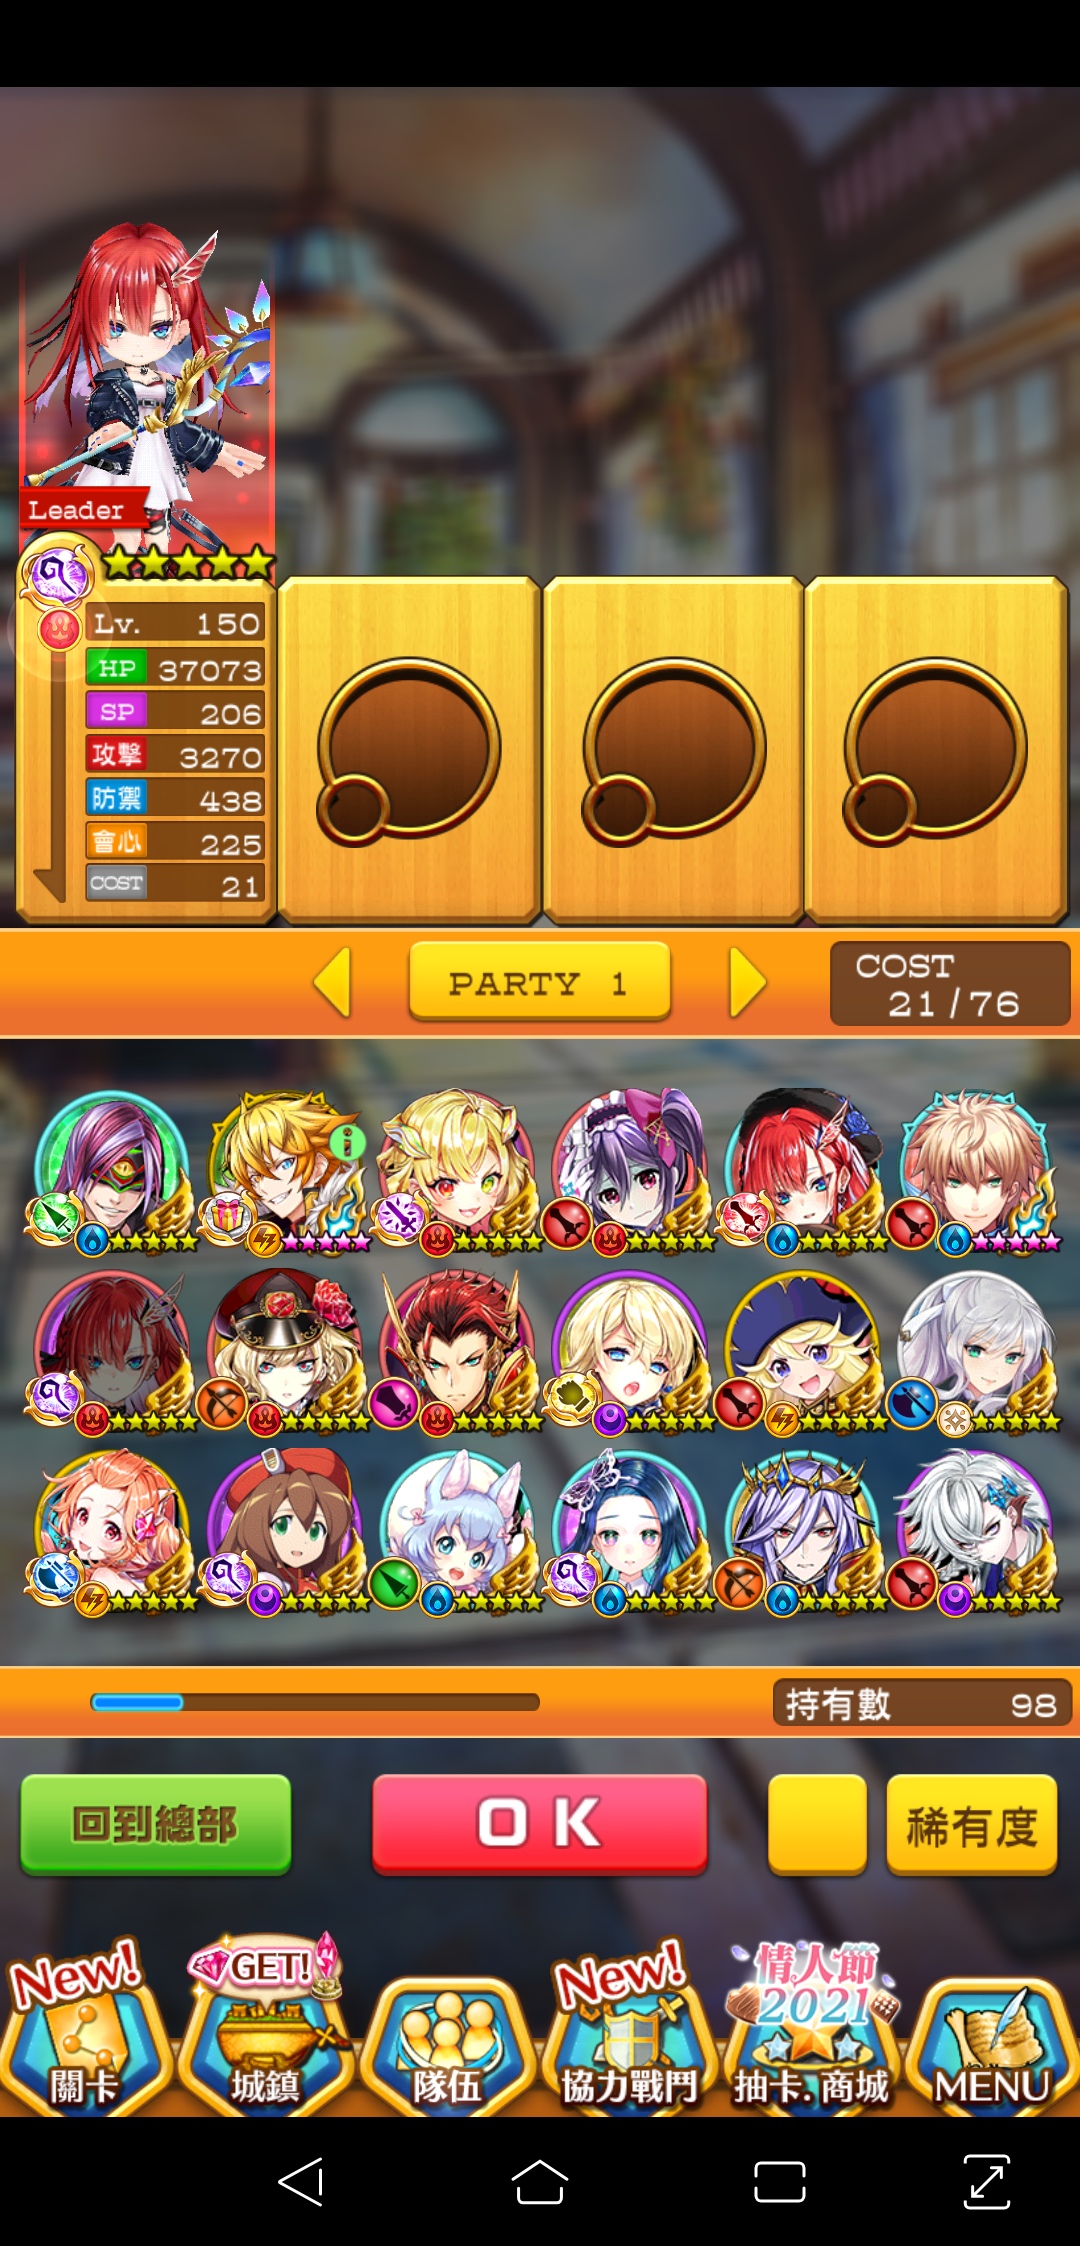 Leader
Lv. 150
HP 37073
SP 206
攻擊 3270
防禦 438
會心 225
COST 21
PARTY 1
COST
21/76
持有數 98
回到總部
OK
稀有度
New!
GET!
New!
情人節
2021
關卡
城鎮
隊伍
協力戰鬥
抽卡.商城
MENU